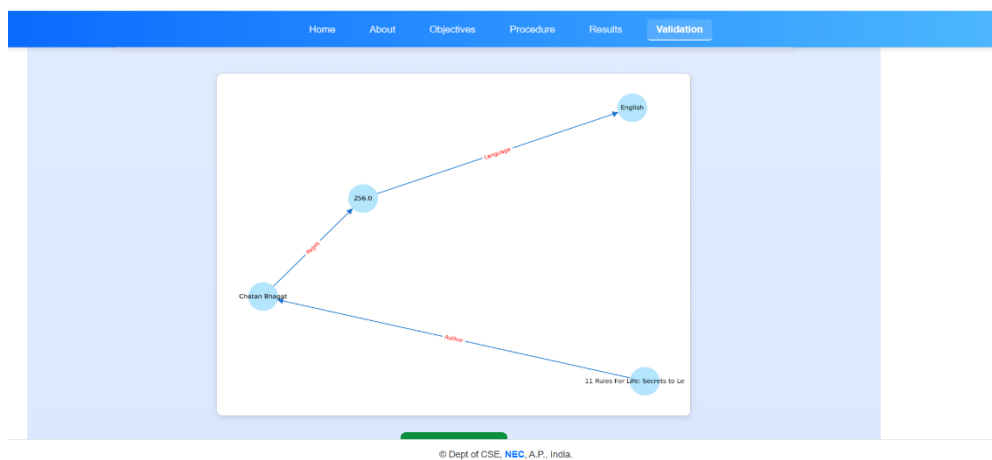 Home About Objectives Procedure Results Validation
English
Language
256.0
Pages
Chetan Bhagat
Author
11 Rules For Life: Secrets to Le
© Dept of CSE, NEC, A.P., India.